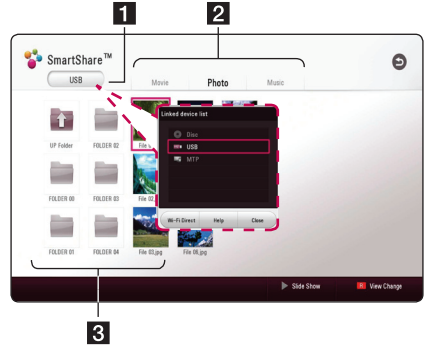 1
2
SmartShare™
USB
Movie
Photo
Music
Linked device list
Disc
USB
MTP
Wi-Fi Direct
Help
Close
UP Folder
FOLDER 02
FOLDER 00
FOLDER 03
File 02.
FOLDER 01
FOLDER 04
File 03.jpg
File 05.jpg
Slide Show
R
View Change
3